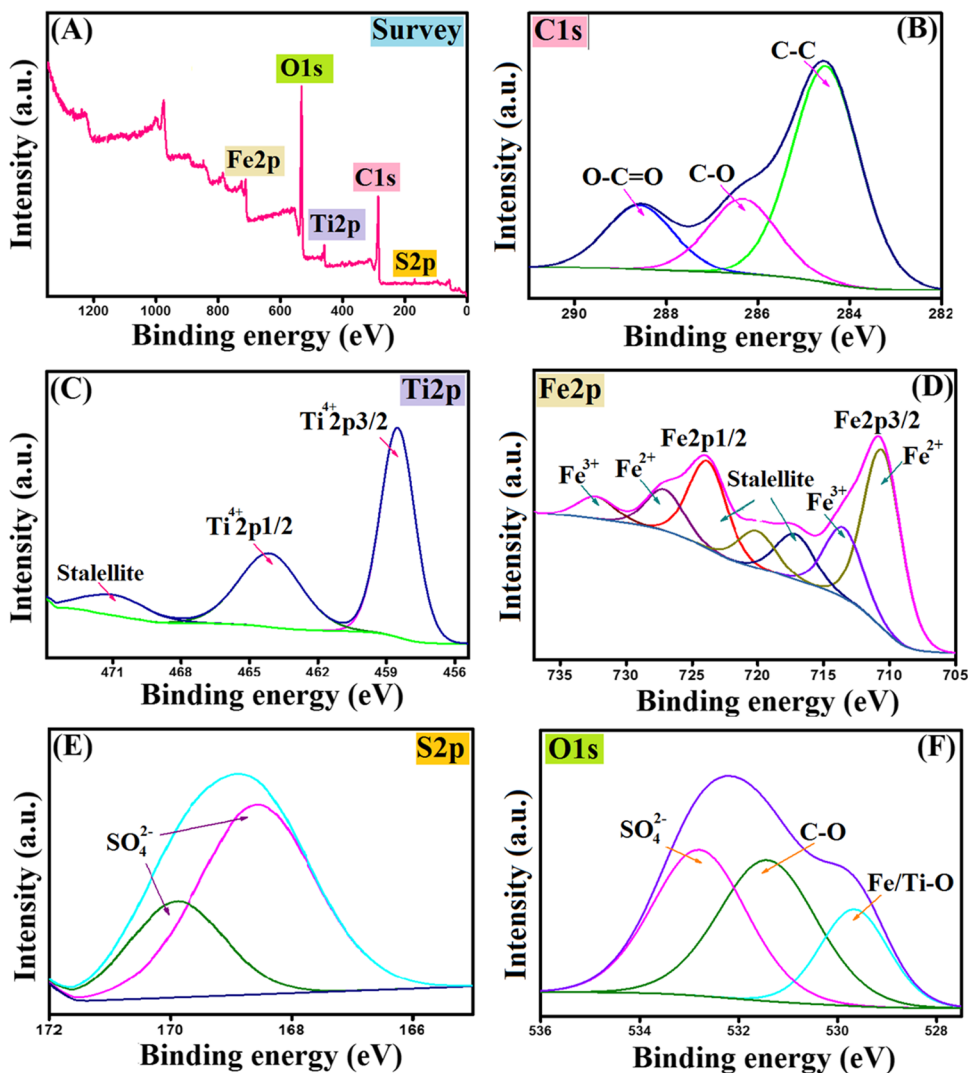 (A)
Survey
O1s
Fe2p
C1s
Ti2p
S2p
Intensity (a.u.)
1200 1000 800 600 400 200 0
Binding energy (eV)
C1s
(B)
C-C
O-C=O
C-O
Intensity (a.u.)
290 288 286 284 282
Binding energy (eV)
(C)
Ti2p
Ti⁴⁺2p3/2
Ti⁴⁺2p1/2
Stalellite
Intensity (a.u.)
471 468 465 462 459 456
Binding energy (eV)
Fe2p
(D)
Fe2p1/2
Fe2p3/2
Fe³⁺
Fe²⁺
Stalellite
Fe³⁺
Fe²⁺
Intensity (a.u.)
735 730 725 720 715 710 705
Binding energy (eV)
(E)
S2p
SO₄²⁻
Intensity (a.u.)
172 170 168 166
Binding energy (eV)
O1s
(F)
SO₄²⁻
C-O
Fe/Ti-O
Intensity (a.u.)
536 534 532 530 528
Binding energy (eV)